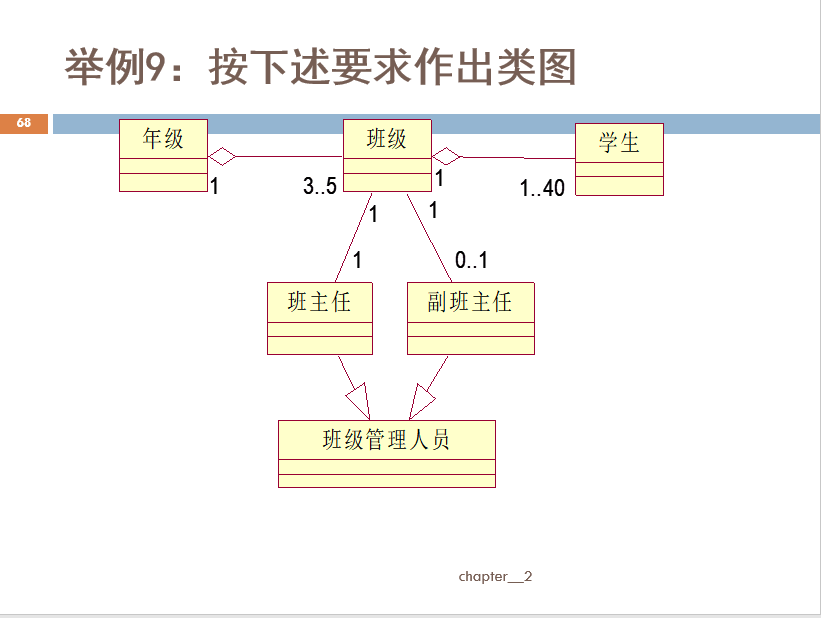 举例9：按下述要求作出类图
68
年级
班级
学生
1
3..5
1
1..40
1
1
1
0..1
班主任
副班主任
班级管理人员
chapter__2